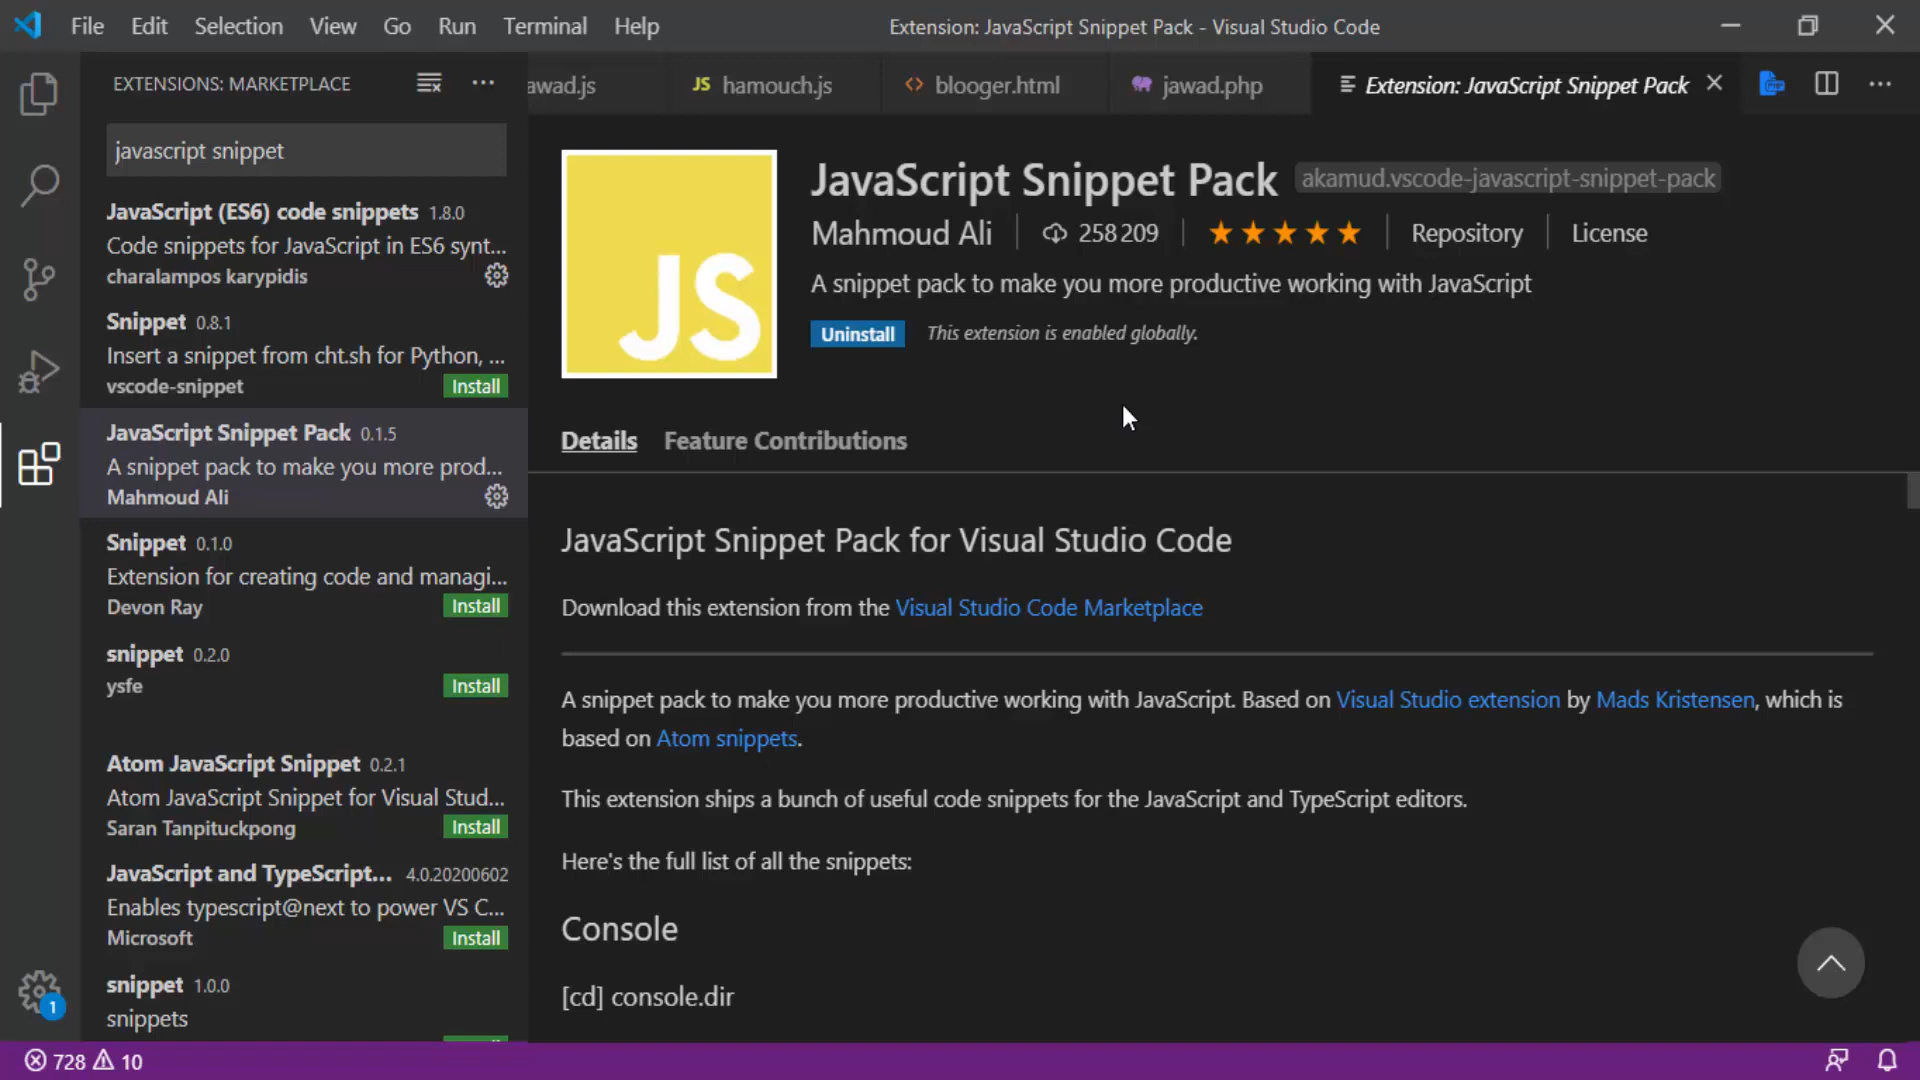 File Edit Selection View Go Run Terminal Help
Extension: JavaScript Snippet Pack - Visual Studio Code
EXTENSIONS: MARKETPLACE
awad.js
JS hamouch.js
blooger.html
jawad.php
Extension: JavaScript Snippet Pack
javascript snippet
JavaScript (ES6) code snippets 1.8.0
Code snippets for JavaScript in ES6 synt...
charalampos karypidis
Snippet 0.8.1
Insert a snippet from cht.sh for Python, ...
vscode-snippet Install
JavaScript Snippet Pack 0.1.5
A snippet pack to make you more prod...
Mahmoud Ali
Snippet 0.1.0
Extension for creating code and managi...
Devon Ray Install
snippet 0.2.0
ysfe Install
Atom JavaScript Snippet 0.2.1
Atom JavaScript Snippet for Visual Stud...
Saran Tanpituckpong Install
JavaScript and TypeScript... 4.0.20200602
Enables typescript@next to power VS C...
Microsoft Install
snippet 1.0.0
snippets
1
JS
JavaScript Snippet Pack akamud.vscode-javascript-snippet-pack
Mahmoud Ali 258 209 Repository License
A snippet pack to make you more productive working with JavaScript
Uninstall This extension is enabled globally.
Details Feature Contributions
JavaScript Snippet Pack for Visual Studio Code
Download this extension from the Visual Studio Code Marketplace
A snippet pack to make you more productive working with JavaScript. Based on Visual Studio extension by Mads Kristensen, which is
based on Atom snippets.
This extension ships a bunch of useful code snippets for the JavaScript and TypeScript editors.
Here's the full list of all the snippets:
Console
[cd] console.dir
728 10